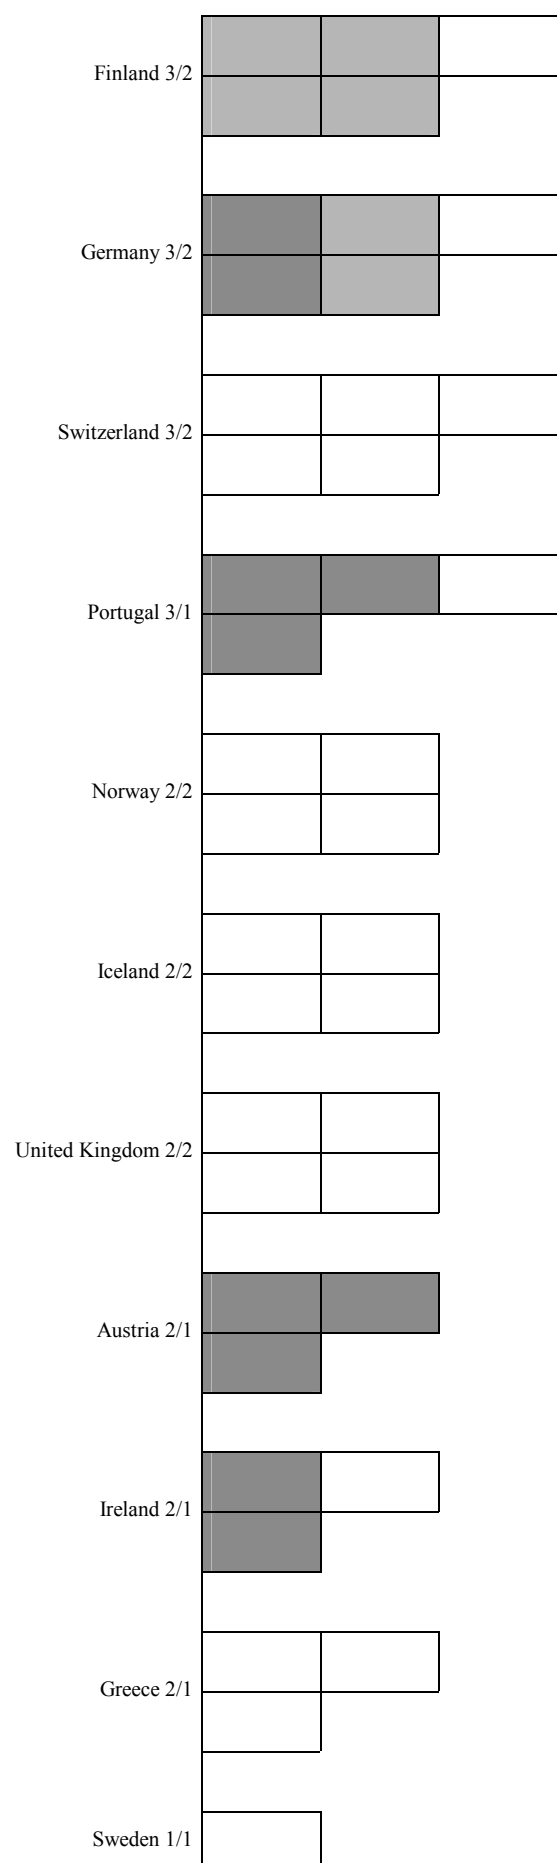 Finland 3/2
Germany 3/2
Switzerland 3/2
Portugal 3/1
Norway 2/2
Iceland 2/2
United Kingdom 2/2
Austria 2/1
Ireland 2/1
Greece 2/1
Sweden 1/1